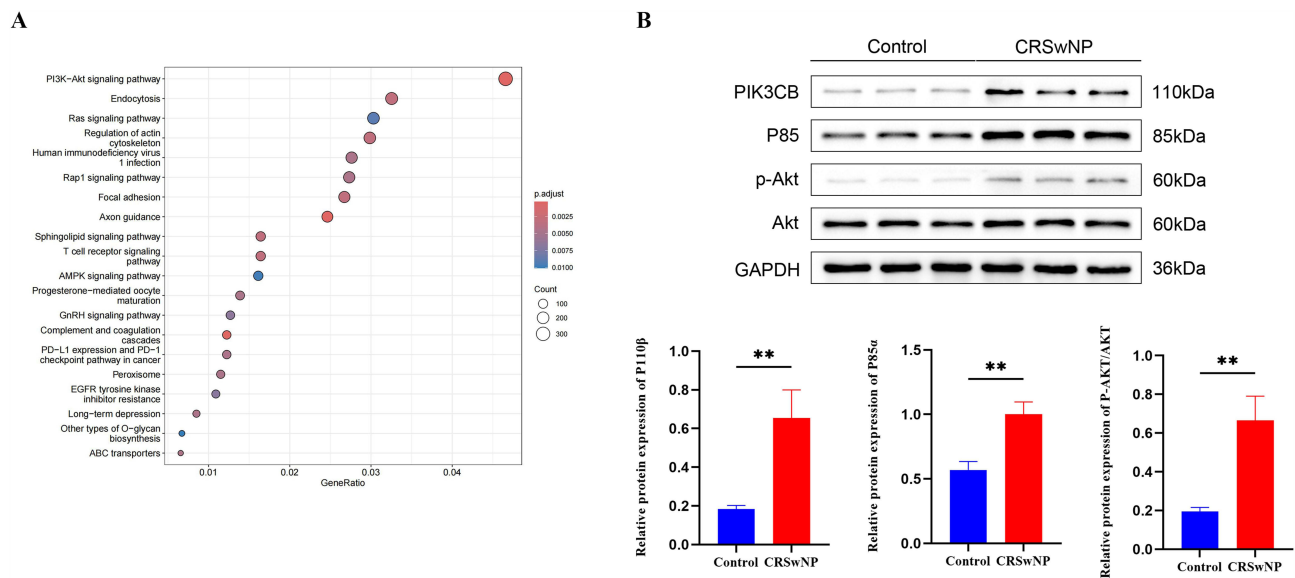 A
PI3K−Akt signaling pathway
Endocytosis
Ras signaling pathway
Regulation of actin
cytoskeleton
Human immunodeficiency virus
1 infection
Rap1 signaling pathway
Focal adhesion
Axon guidance
Sphingolipid signaling pathway
T cell receptor signaling
pathway
AMPK signaling pathway
Progesterone−mediated oocyte
maturation
GnRH signaling pathway
Complement and coagulation
cascades
PD−L1 expression and PD−1
checkpoint pathway in cancer
Peroxisome
EGFR tyrosine kinase
inhibitor resistance
Long−term depression
Other types of O−glycan
biosynthesis
ABC transporters
0.01 0.02 0.03 0.04
GeneRatio
p.adjust
0.0025
0.0050
0.0075
0.0100
Count
100
200
300
B
Control CRSwNP
PIK3CB 110kDa
P85 85kDa
p-Akt 60kDa
Akt 60kDa
GAPDH 36kDa
Relative protein expression of P110β
1.0
0.8
0.6
0.4
0.2
0.0
**
Control CRSwNP
Relative protein expression of P85α
1.5
1.0
0.5
0.0
**
Control CRSwNP
Relative protein expression of P-AKT/AKT
1.0
0.8
0.6
0.4
0.2
0.0
**
Control CRSwNP